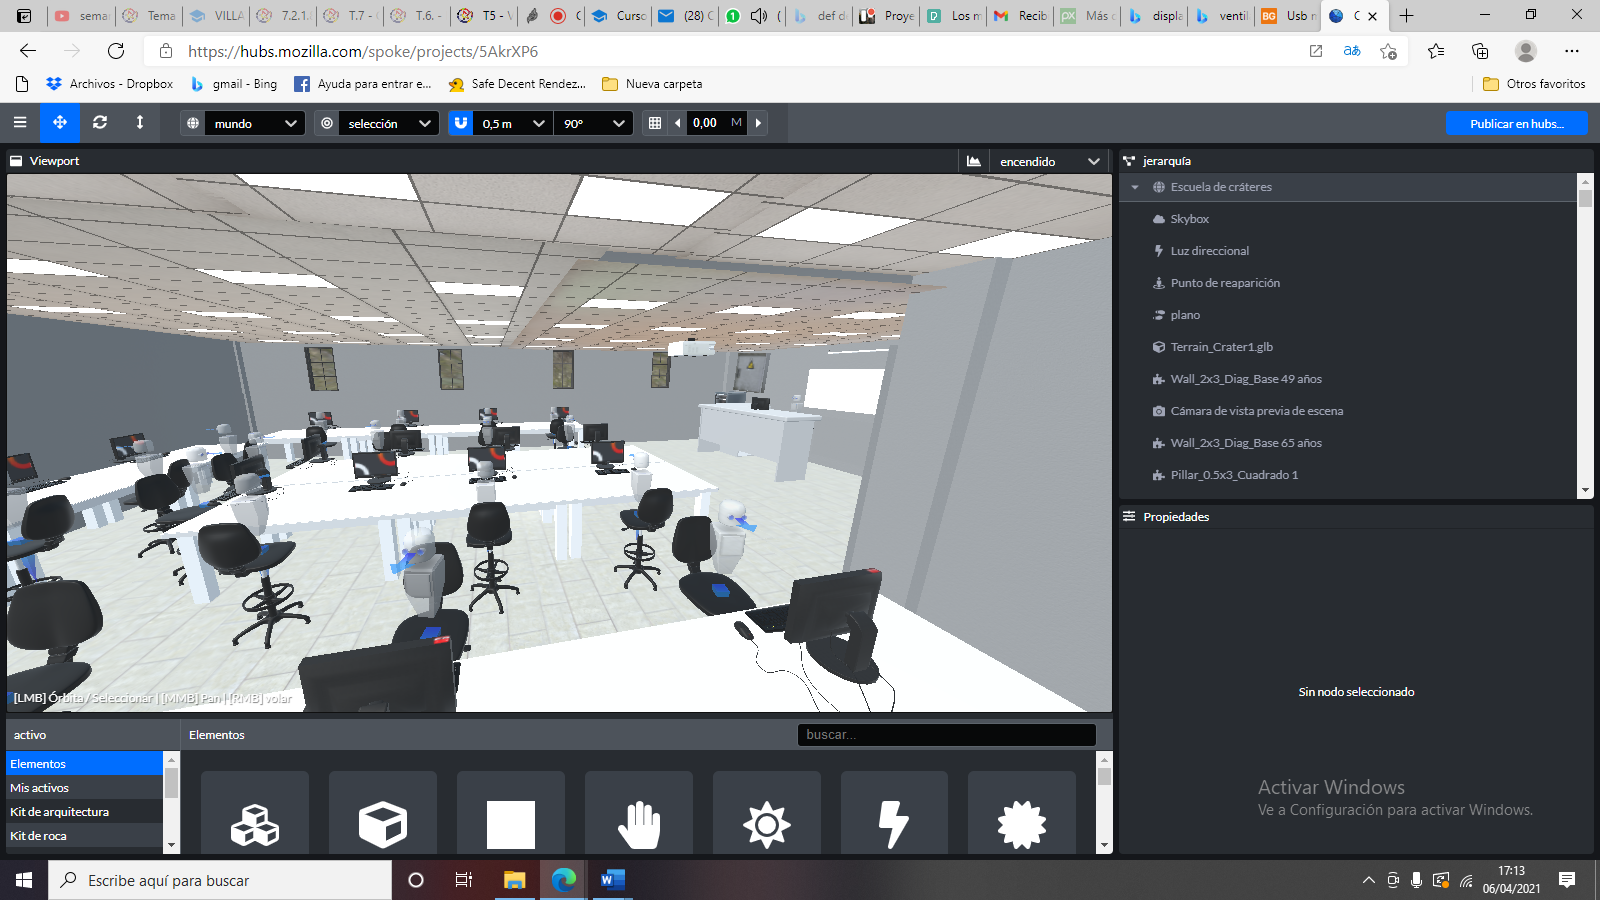 semar
Tema
VILLA
7.2.1.(
T.7 - (
T.6. -
T5 - V
Curso
(28) C
def d
Proye
Los m
Recib
Más c
displa
ventil
BG
Usb n
https://hubs.mozilla.com/spoke/projects/5AkrXP6
Archivos - Dropbox
gmail - Bing
Ayuda para entrar e...
Safe Decent Rendez...
Nueva carpeta
Otros favoritos
mundo
selección
0,5 m
90°
0,00 M
Publicar en hubs...
Viewport
encendido
jerarquía
Escuela de cráteres
Skybox
Luz direccional
Punto de reaparición
plano
Terrain_Crater1.glb
Wall_2x3_Diag_Base 49 años
Cámara de vista previa de escena
Wall_2x3_Diag_Base 65 años
Pillar_0.5x3_Cuadrado 1
Propiedades
Sin nodo seleccionado
[LMB] Órbita / Seleccionar | [MMB] Pan | [RMB] volar
activo
Elementos
buscar...
Elementos
Mis activos
Kit de arquitectura
Kit de roca
Activar Windows
Ve a Configuración para activar Windows.
Escribe aquí para buscar
17:13
06/04/2021